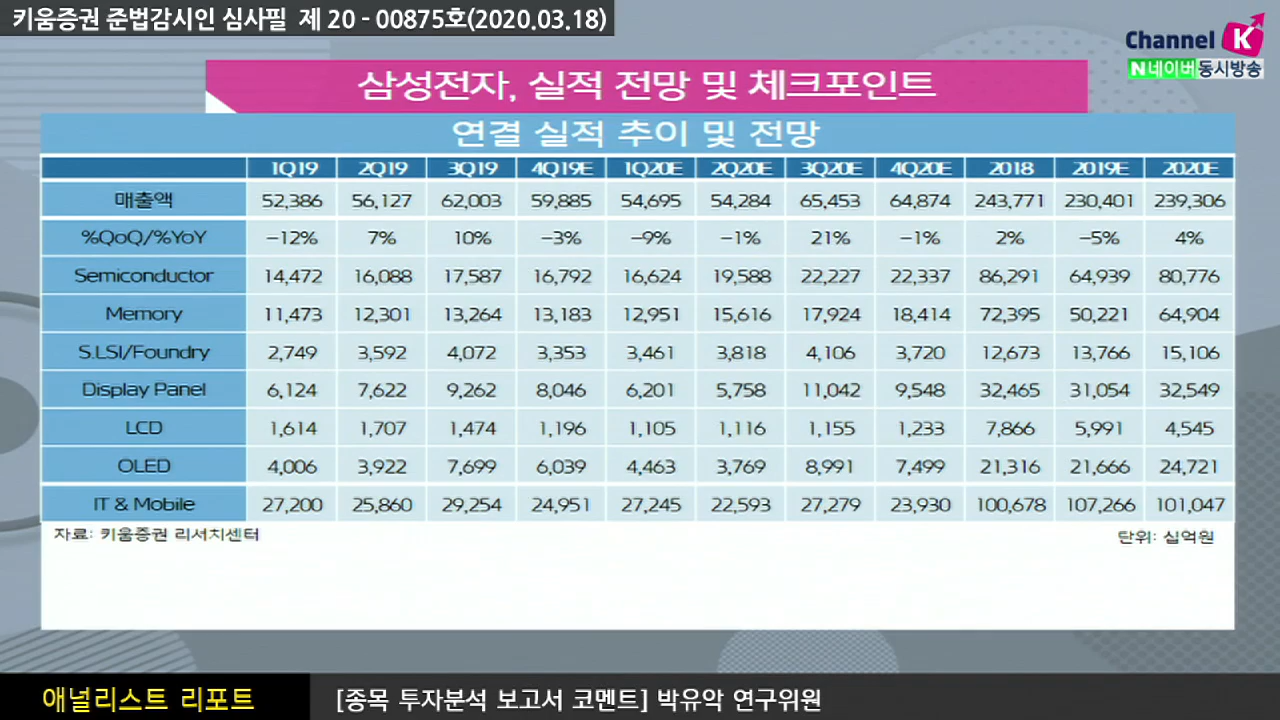 키움증권 준법감시인 심사필 제 20 - 00875호(2020.03.18)
Channel K
N 네이버 동시방송
삼성전자, 실적 전망 및 체크포인트
연결 실적 추이 및 전망
1Q19 2Q19 3Q19 4Q19E 1Q20E 2Q20E 3Q20E 4Q20E 2018 2019E 2020E
매출액 52,386 56,127 62,003 59,885 54,695 54,284 65,453 64,874 243,771 230,401 239,306
%QoQ/%YoY -12% 7% 10% -3% -9% -1% 21% -1% 2% -5% 4%
Semiconductor 14,472 16,088 17,587 16,792 16,624 19,588 22,227 22,337 86,291 64,939 80,776
Memory 11,473 12,301 13,264 13,183 12,951 15,616 17,924 18,414 72,395 50,221 64,904
S.LSI/Foundry 2,749 3,592 4,072 3,353 3,461 3,818 4,106 3,720 12,673 13,766 15,106
Display Panel 6,124 7,622 9,262 8,046 6,201 5,758 11,042 9,548 32,465 31,054 32,549
LCD 1,614 1,707 1,474 1,196 1,105 1,116 1,155 1,233 7,866 5,991 4,545
OLED 4,006 3,922 7,699 6,039 4,463 3,769 8,991 7,499 21,316 21,666 24,721
IT & Mobile 27,200 25,860 29,254 24,951 27,245 22,593 27,279 23,930 100,678 107,266 101,047
자료: 키움증권 리서치센터
단위: 십억원
애널리스트 리포트
[종목 투자분석 보고서 코멘트] 박유악 연구위원